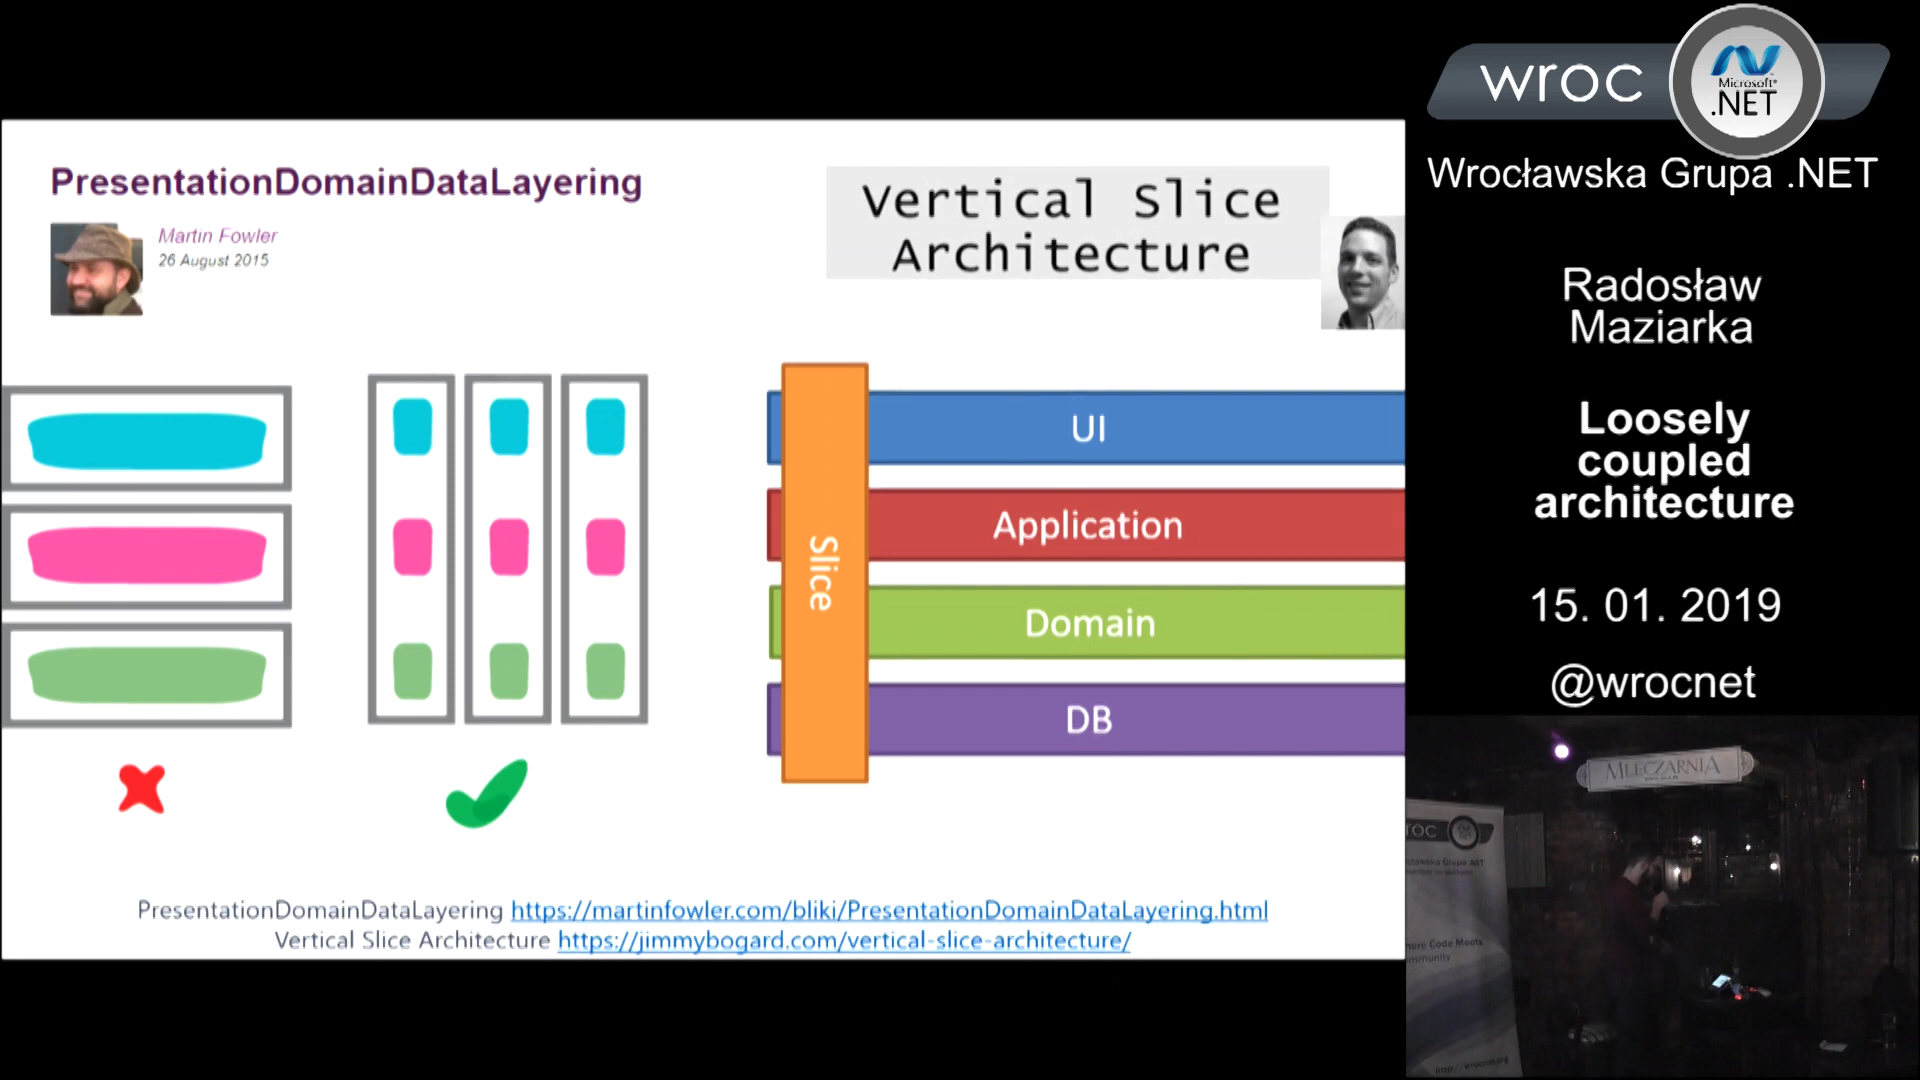 PresentationDomainDataLayering
Martin Fowler
26 August 2015
Vertical Slice
Architecture
Slice
UI
Application
Domain
DB
PresentationDomainDataLayering https://martinfowler.com/bliki/PresentationDomainDataLayering.html
Vertical Slice Architecture https://jimmybogard.com/vertical-slice-architecture/
wroc
Microsoft
.NET
Wrocławska Grupa .NET
Radosław
Maziarka
Loosely
coupled
architecture
15. 01. 2019
@wrocnet
MLECZARNIA
Code Meets